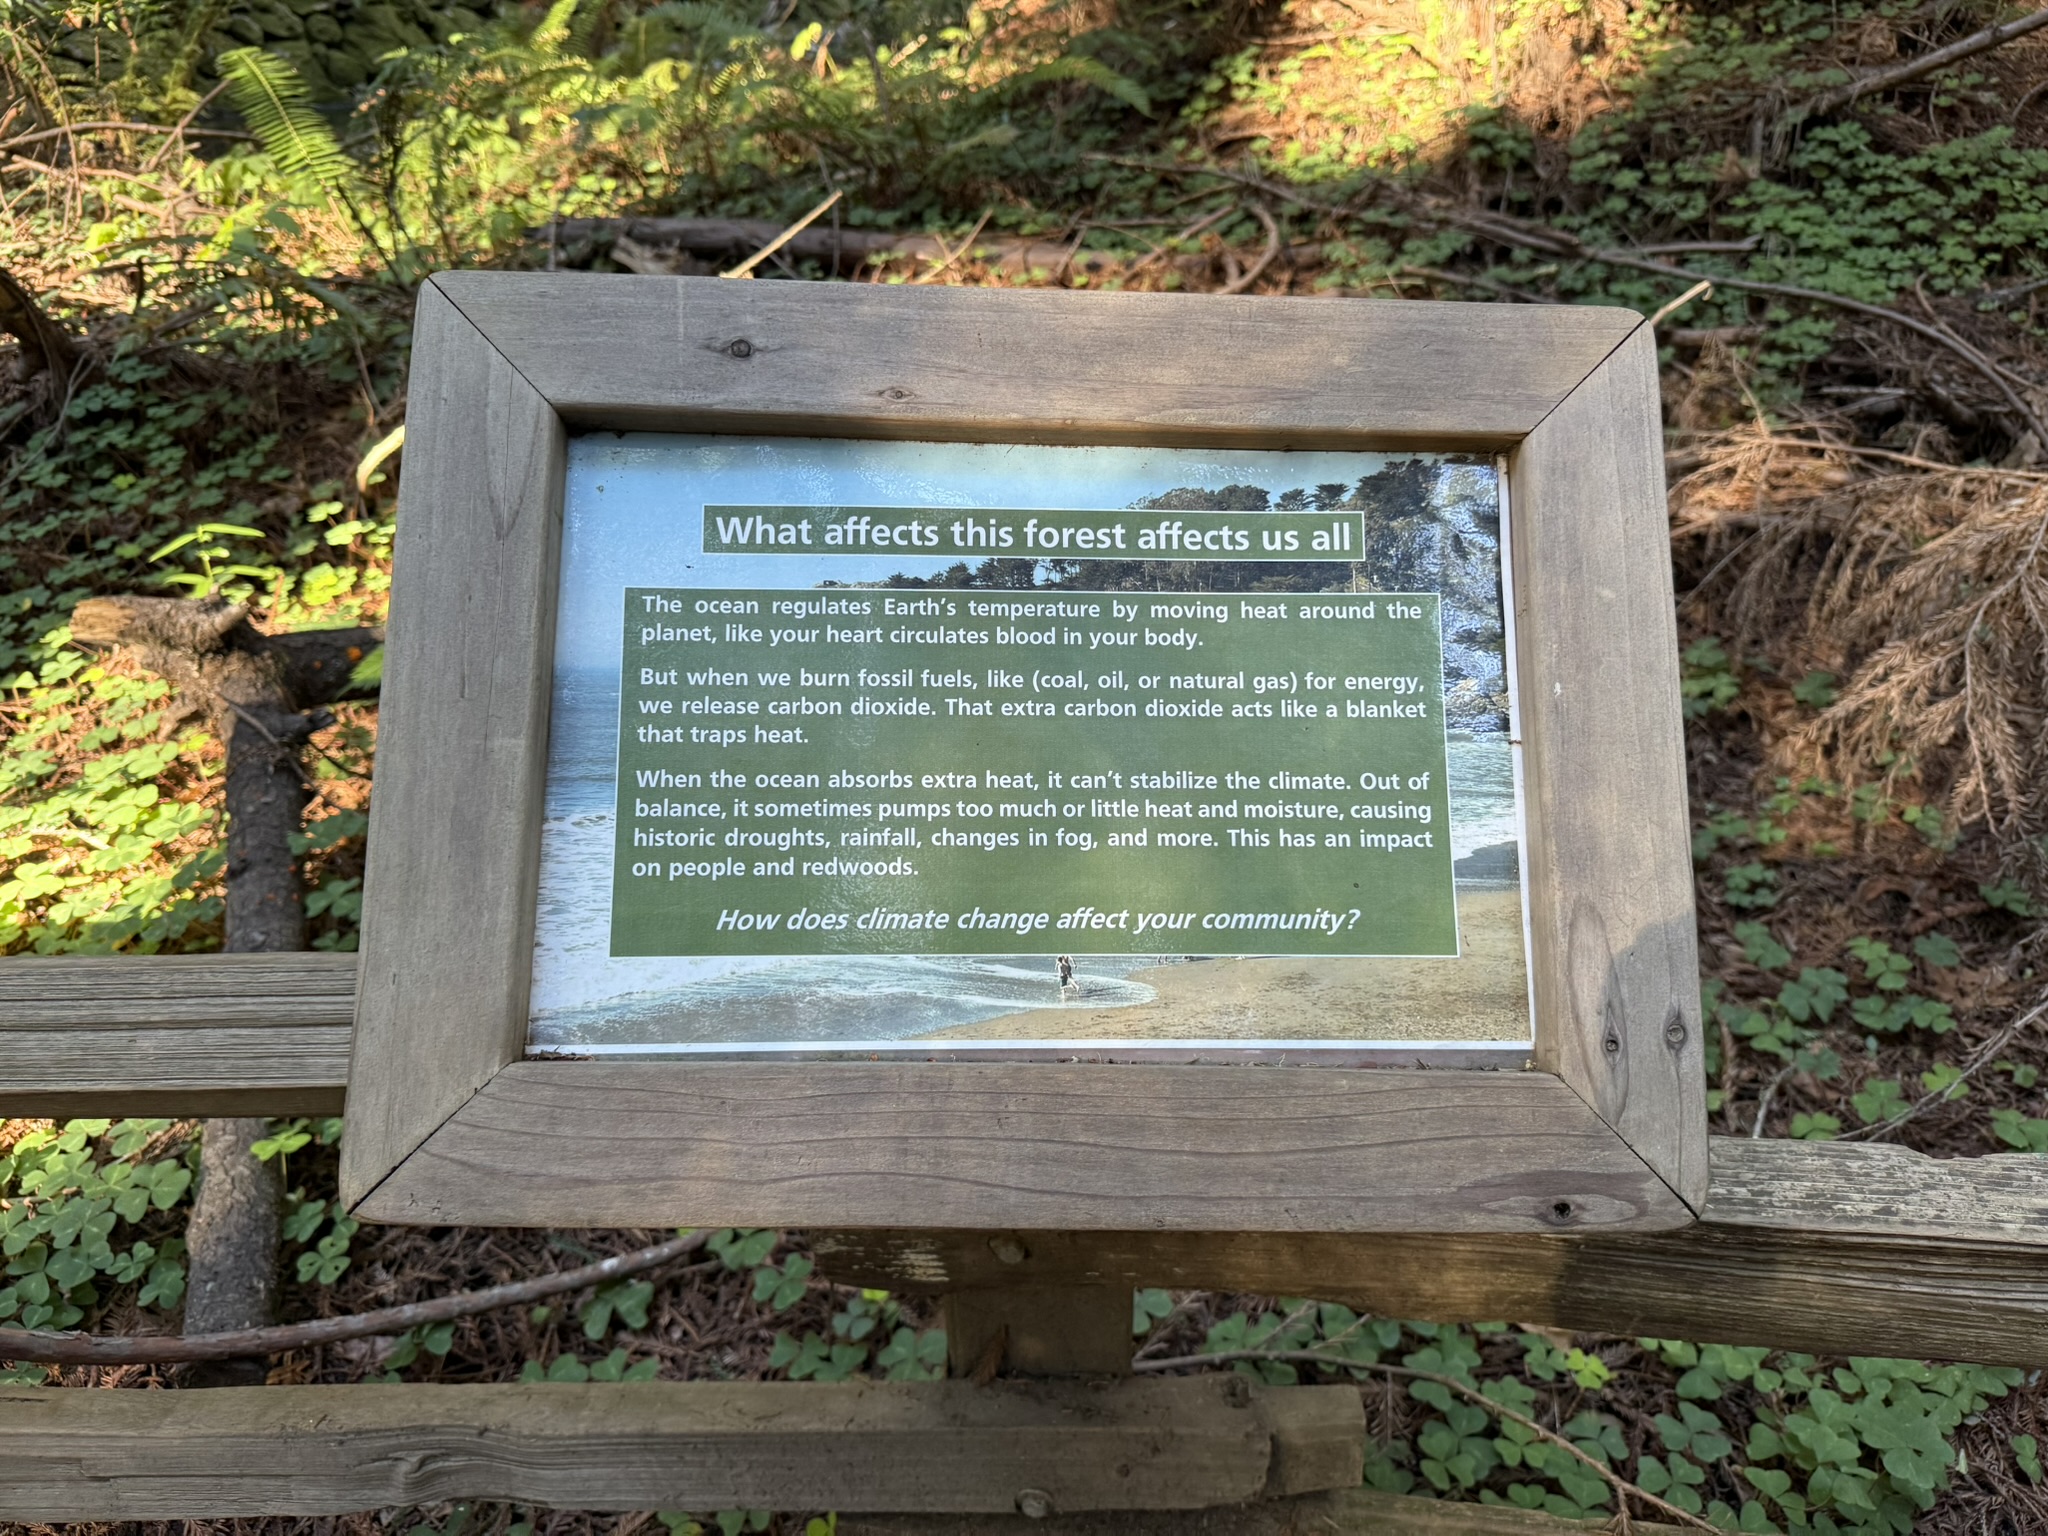 What affects this forest affects us all
The ocean regulates Earth's temperature by moving heat around the
planet, like your heart circulates blood in your body.
But when we burn fossil fuels, like (coal, oil, or natural gas) for energy,
we release carbon dioxide. That extra carbon dioxide acts like a blanket
that traps heat.
When the ocean absorbs extra heat, it can't stabilize the climate. Out of
balance, it sometimes pumps too much or little heat and moisture, causing
historic droughts, rainfall, changes in fog, and more. This has an impact
on people and redwoods.
How does climate change affect your community?